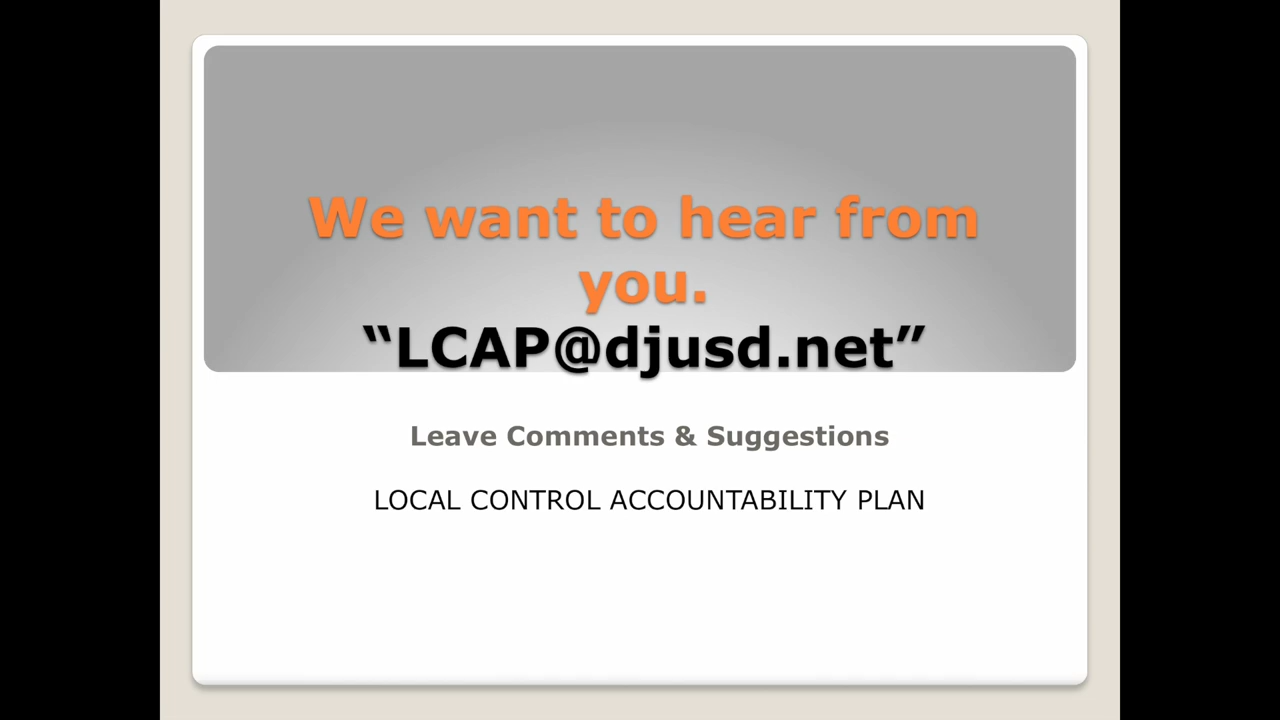 We want to hear from
you.
“LCAP@djusd.net”
Leave Comments & Suggestions
LOCAL CONTROL ACCOUNTABILITY PLAN